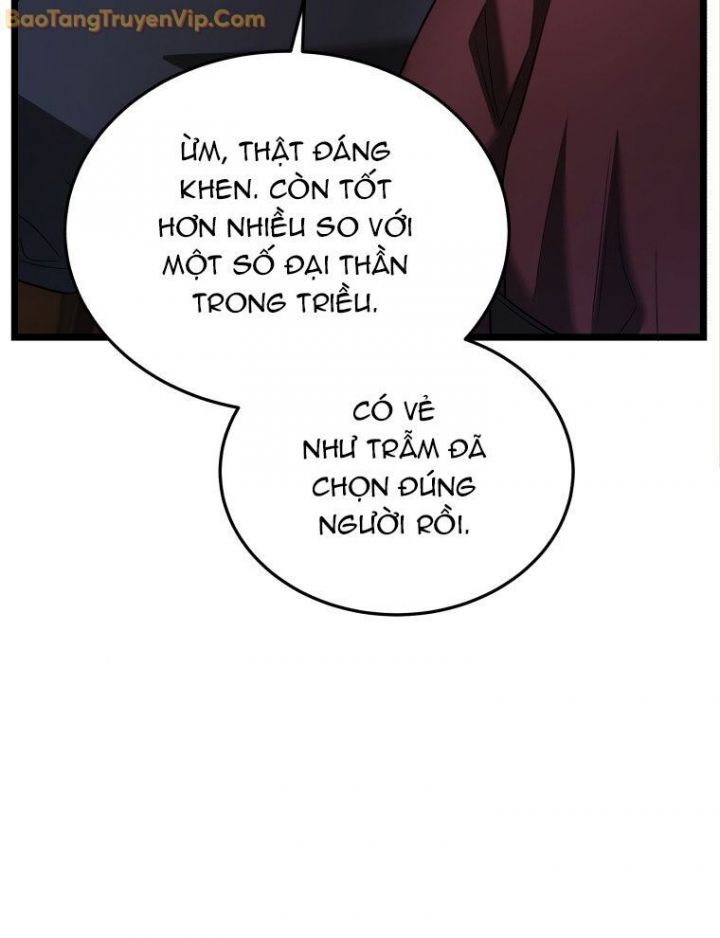 BaoTangTruyenVip.Com
ỪM, THẬT ĐÁNG
KHEN. CÒN TỐT
HƠN NHIỀU SO VỚI
MỘT SỐ ĐẠI THẦN
TRONG TRIỀU.
CÓ VẺ
NHƯ TRẪM ĐÃ
CHỌN ĐÚNG
NGƯỜI RỒI.